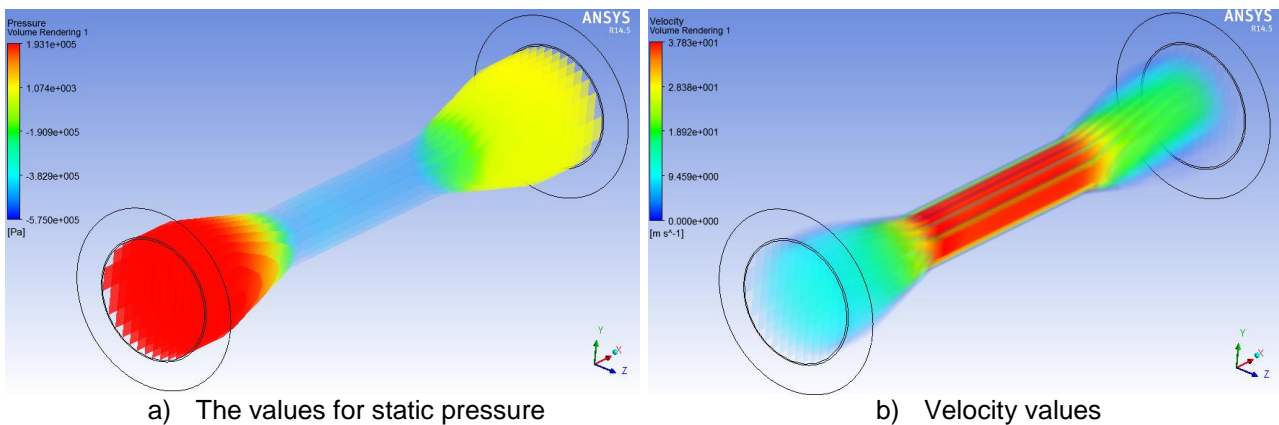 Pressure
Volume Rendering 1
1.931e+005
1.074e+003
-1.909e+005
-3.829e+005
-5.750e+005
[Pa]
ANSYS
R14.5
Y
X
Z
a) The values for static pressure
Velocity
Volume Rendering 1
3.783e+001
2.838e+001
1.892e+001
9.459e+000
0.000e+000
[m s^-1]
ANSYS
R14.5
Y
X
Z
b) Velocity values